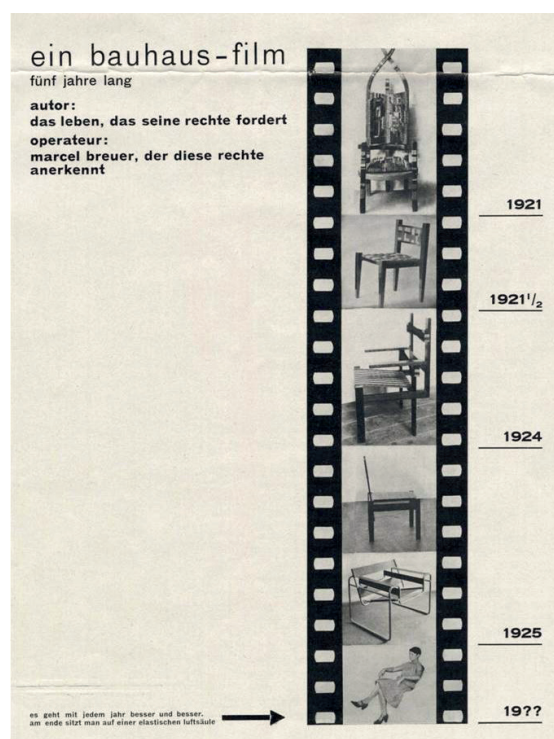 ein bauhaus-film
fünf jahre lang
autor:
das leben, das seine rechte fordert
operateur:
marcel breuer, der diese rechte
anerkennt
1921
1921 1/2
1924
1925
19??
es geht mit jedem jahr besser und besser.
am ende sitzt man auf einer elastischen luftsäule